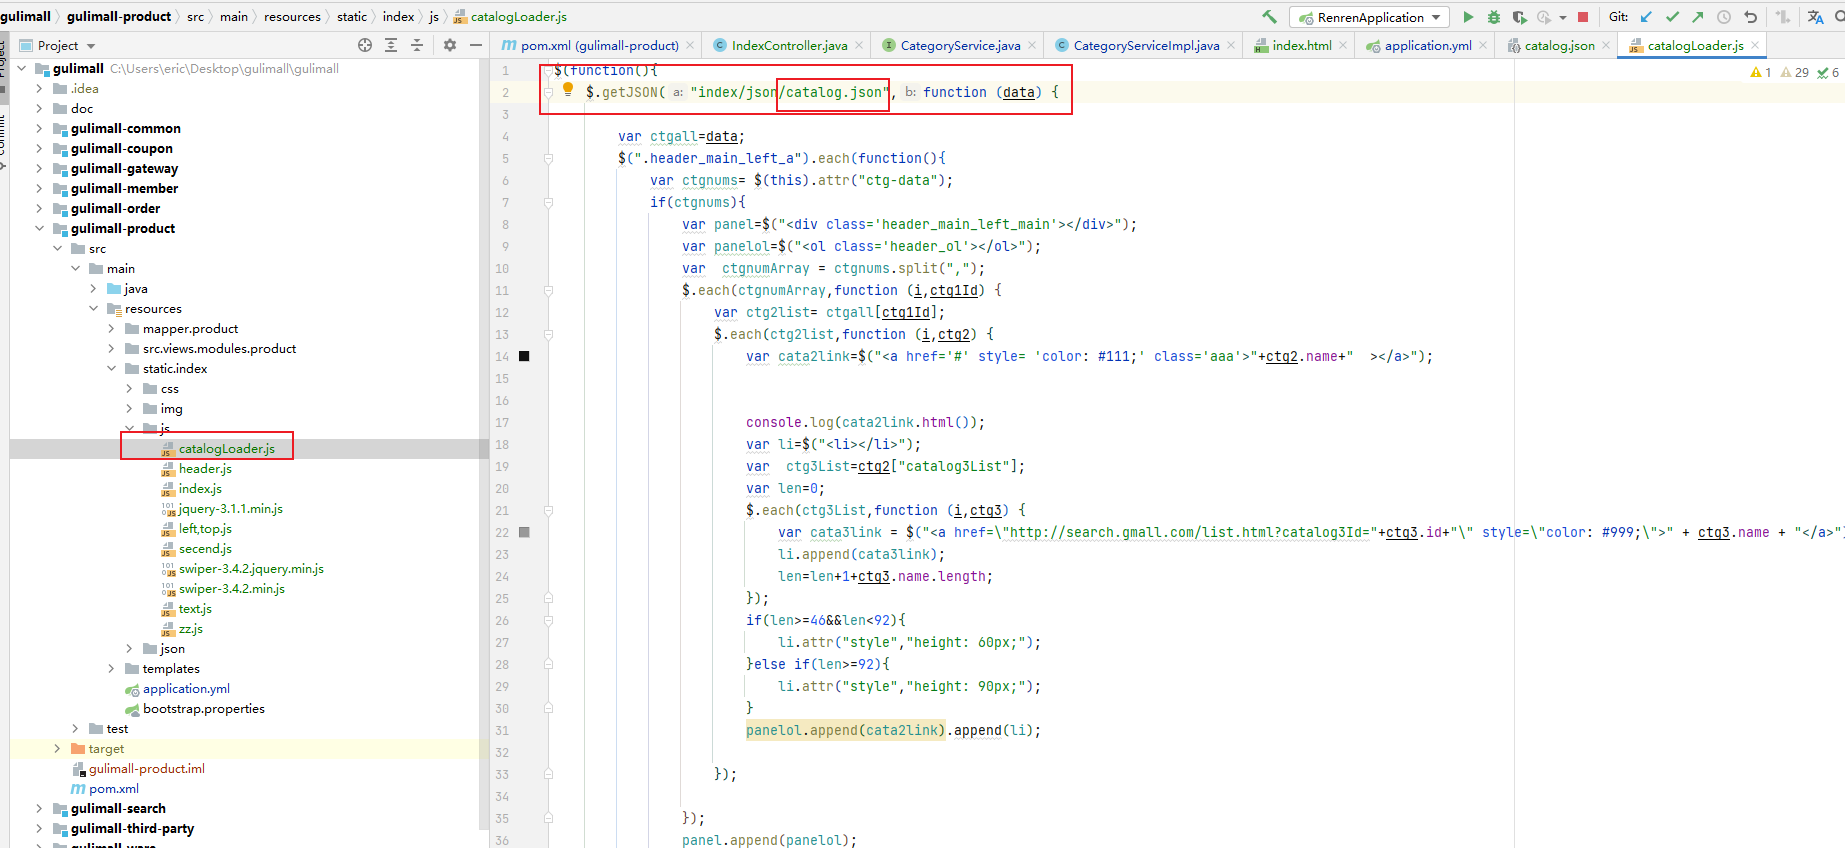 gulimall › gulimall-product › src › main › resources › static › index › js › catalogLoader.js
RenrenApplication
Git:
Project
pom.xml (gulimall-product)
IndexController.java
CategoryService.java
CategoryServiceImpl.java
index.html
application.yml
catalog.json
catalogLoader.js
Project
gulimall C:\Users\eric\Desktop\gulimall\gulimall
.idea
doc
gulimall-common
gulimall-coupon
gulimall-gateway
gulimall-member
gulimall-order
gulimall-product
src
main
java
resources
mapper.product
src.views.modules.product
static.index
css
img
js
catalogLoader.js
header.js
index.js
jquery-3.1.1.min.js
left,top.js
secend.js
swiper-3.4.2.jquery.min.js
swiper-3.4.2.min.js
text.js
zz.js
json
templates
application.yml
bootstrap.properties
test
target
gulimall-product.iml
pom.xml
gulimall-search
gulimall-third-party
gulimall-ware
1 29 6
1 $(function(){
2 $.getJSON( a: "index/json/catalog.json", b: function (data) {
3
4 var ctgall=data;
5 $(".header_main_left_a").each(function(){
6 var ctgnums= $(this).attr("ctg-data");
7 if(ctgnums){
8 var panel=$("<div class='header_main_left_main'></div>");
9 var panelol=$("<ol class='header_ol'></ol>");
10 var ctgnumArray = ctgnums.split(",");
11 $.each(ctgnumArray,function (i,ctg1Id) {
12 var ctg2list= ctgall[ctg1Id];
13 $.each(ctg2list,function (i,ctg2) {
14 var cata2link=$("<a href='#' style= 'color: #111;' class='aaa'>"+ctg2.name+"  ></a>");
15
16
17 console.log(cata2link.html());
18 var li=$("<li></li>");
19 var ctg3List=ctg2["catalog3List"];
20 var len=0;
21 $.each(ctg3List,function (i,ctg3) {
22 var cata3link = $("<a href=\"http://search.gmall.com/list.html?catalog3Id="+ctg3.id+"\" style=\"color: #999;\">" + ctg3.name + "</a>")
23 li.append(cata3link);
24 len=len+1+ctg3.name.length;
25 });
26 if(len>=46&&len<92){
27 li.attr("style","height: 60px;");
28 }else if(len>=92){
29 li.attr("style","height: 90px;");
30 }
31 panelol.append(cata2link).append(li);
32
33 });
34
35 });
36 panel.append(panelol);